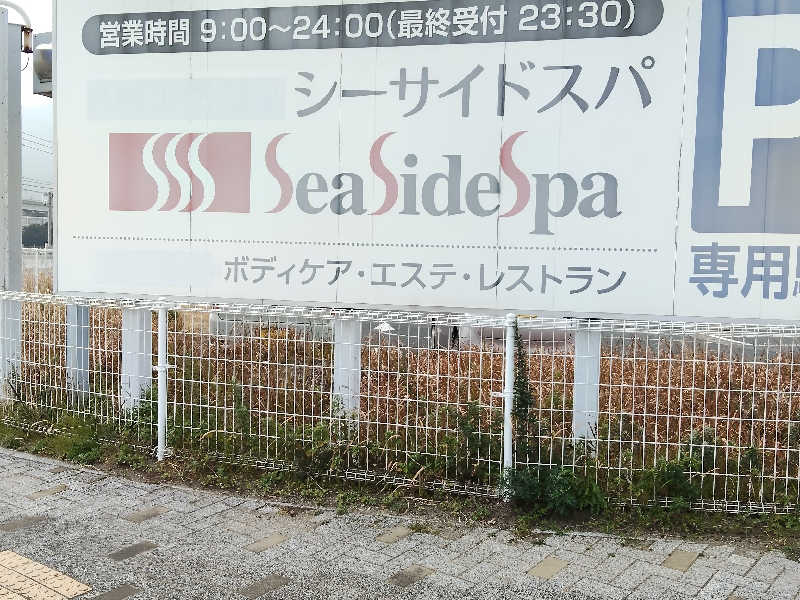 営業時間 9:00～24:00(最終受付 23:30)
シーサイドスパ
SeaSideSpa
ボディケア・エステ・レストラン
P
専用